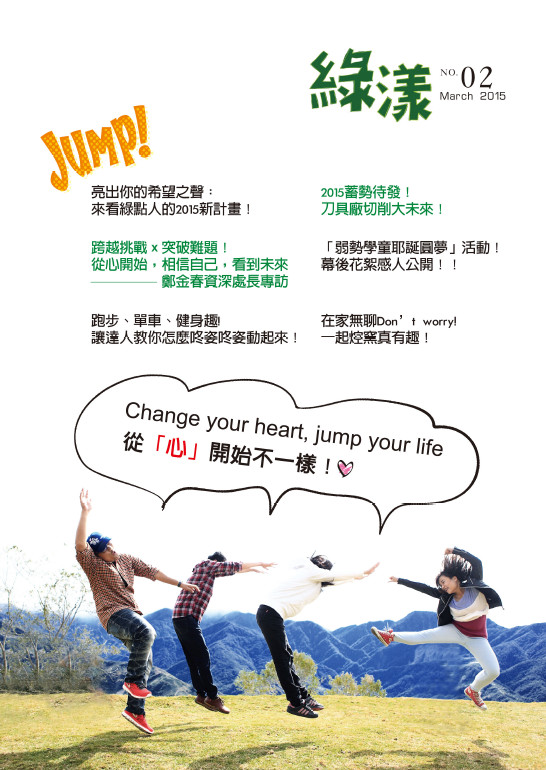 綠漾
NO. 02
March 2015
Jump!
亮出你的希望之聲：
來看綠點人的2015新計畫！
2015蓄勢待發！
刀具廠切削大未來！
跨越挑戰 x 突破難題！
從心開始，相信自己，看到未來
———— 鄭金春資深處長專訪
「弱勢學童耶誕圓夢」活動！
幕後花絮感人公開！！
跑步、單車、健身趣!
讓達人教你怎麼咚姿咚姿動起來！
在家無聊Don’t worry!
一起焢窯真有趣！
Change your heart, jump your life
從「心」開始不一樣！